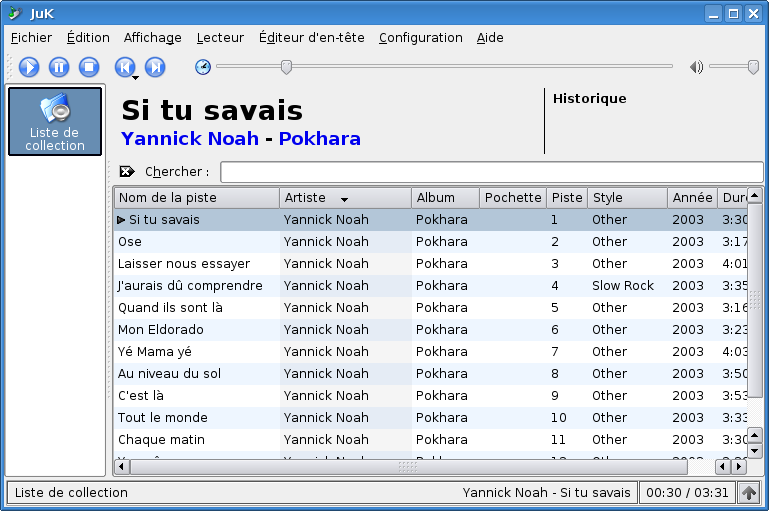 JuK
Fichier Édition Affichage Lecteur Éditeur d'en-tête Configuration Aide
Liste de
collection
Si tu savais
Yannick Noah - Pokhara
Historique
Chercher :
Nom de la piste Artiste Album Pochette Piste Style Année Duré
Si tu savais Yannick Noah Pokhara 1 Other 2003 3:30
Ose Yannick Noah Pokhara 2 Other 2003 3:17
Laisser nous essayer Yannick Noah Pokhara 3 Other 2003 4:01
J'aurais dû comprendre Yannick Noah Pokhara 4 Slow Rock 2003 3:35
Quand ils sont là Yannick Noah Pokhara 5 Other 2003 3:16
Mon Eldorado Yannick Noah Pokhara 6 Other 2003 3:23
Yé Mama yé Yannick Noah Pokhara 7 Other 2003 4:03
Au niveau du sol Yannick Noah Pokhara 8 Other 2003 3:50
C'est là Yannick Noah Pokhara 9 Other 2003 3:53
Tout le monde Yannick Noah Pokhara 10 Other 2003 3:33
Chaque matin Yannick Noah Pokhara 11 Other 2003 3:30
Liste de collection Yannick Noah - Si tu savais 00:30 / 03:31